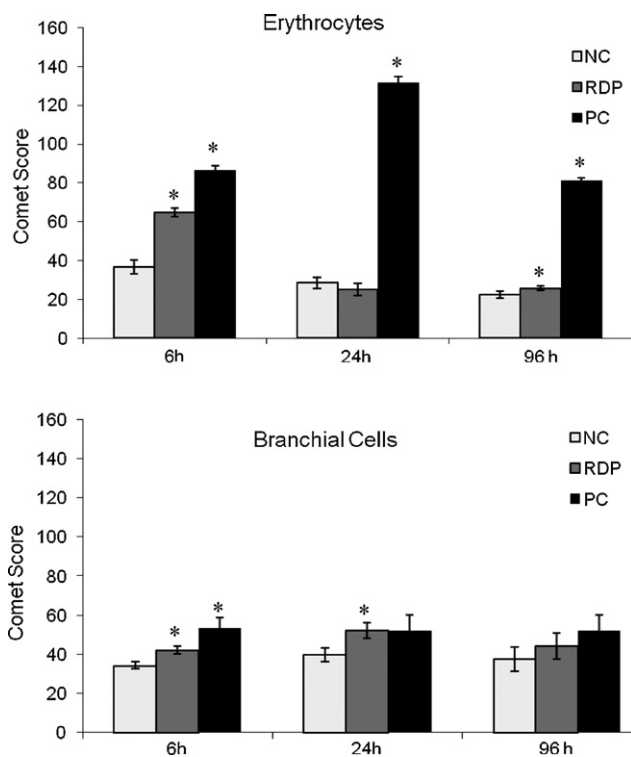 Erythrocytes
160
140
120
100
80
60
40
20
0
Comet Score
NC
RDP
PC
*
*
*
*
*
6h
24h
96 h
Branchial Cells
160
140
120
100
80
60
40
20
0
Comet Score
NC
RDP
PC
*
*
*
6h
24h
96 h